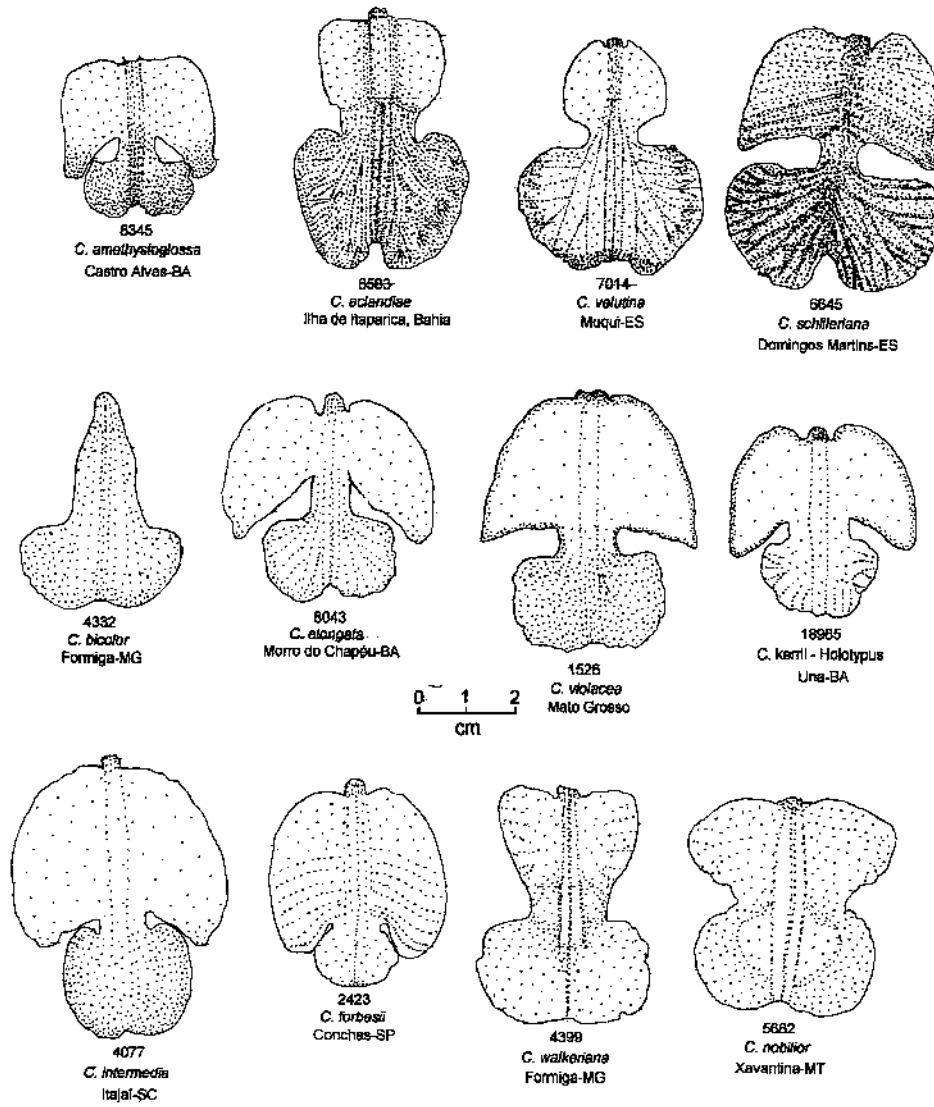 8345
C. amethystoglossa
Castro Alves-BA
8583
C. aclandiae
Ilha de Itaparica, Bahia
7014
C. velutina
Muqui-ES
6645
C. schilleriana
Domingos Martins-ES
4332
C. bicolor
Formiga-MG
8043
C. elongata
Morro do Chapéu-BA
1526
C. violacea
Mato Grosso
18965
C. kerrii - Holotypus
Una-BA
0 1 2
cm
4077
C. intermedia
Itajaí-SC
2423
C. forbesii
Conchas-SP
4399
C. walkeriana
Formiga-MG
5662
C. nobilior
Xavantina-MT